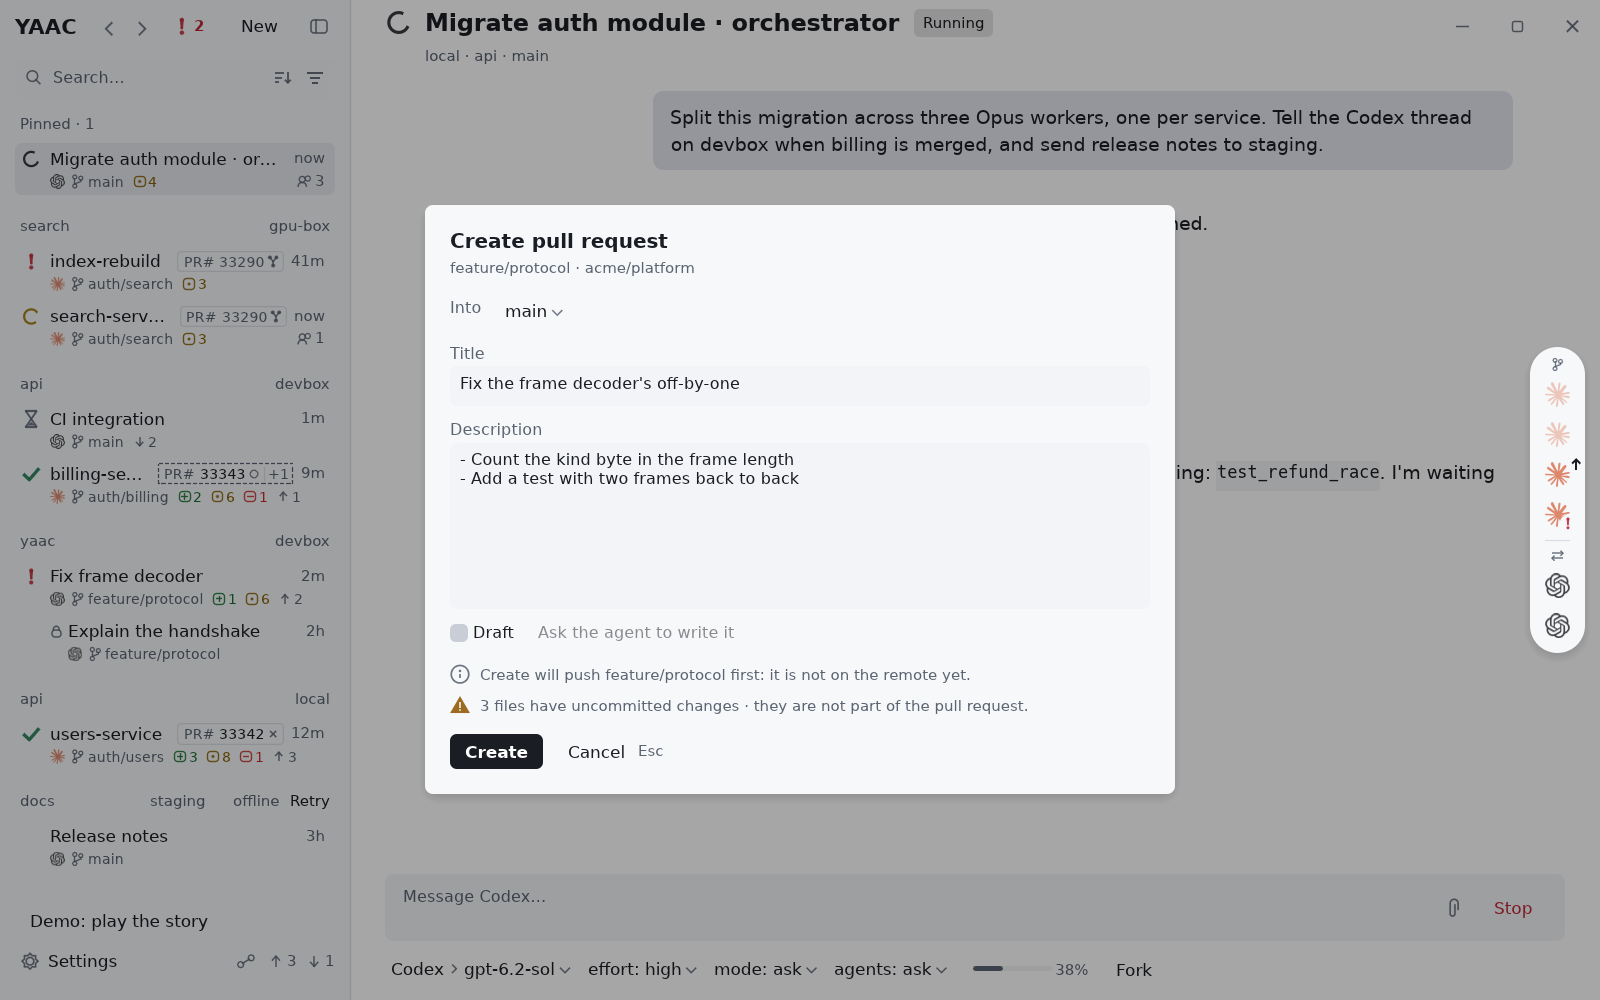 YAAC
2
New
Search...
Pinned · 1
Migrate auth module · or... now
main 4 3
search gpu-box
index-rebuild PR# 33290 41m
auth/search 3
search-serv... PR# 33290 now
auth/search 3 1
api devbox
CI integration 1m
main ↓2
billing-se... PR# 33343 +1 9m
auth/billing 2 6 1 ↑1
yaac devbox
Fix frame decoder 2m
feature/protocol 1 6 ↑2
Explain the handshake 2h
feature/protocol
api local
users-service PR# 33342 × 12m
auth/users 3 8 1 ↑3
docs staging offline Retry
Release notes 3h
main
Demo: play the story
Settings ↑3 ↓1
Migrate auth module · orchestrator Running
local · api · main
Split this migration across three Opus workers, one per service. Tell the Codex thread
on devbox when billing is merged, and send release notes to staging.
ned.
ing: test_refund_race. I'm waiting
Create pull request
feature/protocol · acme/platform
Into main
Title
Fix the frame decoder's off-by-one
Description
- Count the kind byte in the frame length
- Add a test with two frames back to back
Draft Ask the agent to write it
Create will push feature/protocol first: it is not on the remote yet.
3 files have uncommitted changes · they are not part of the pull request.
Create Cancel Esc
Message Codex...
Stop
Codex > gpt-6.2-sol effort: high mode: ask agents: ask 38% Fork